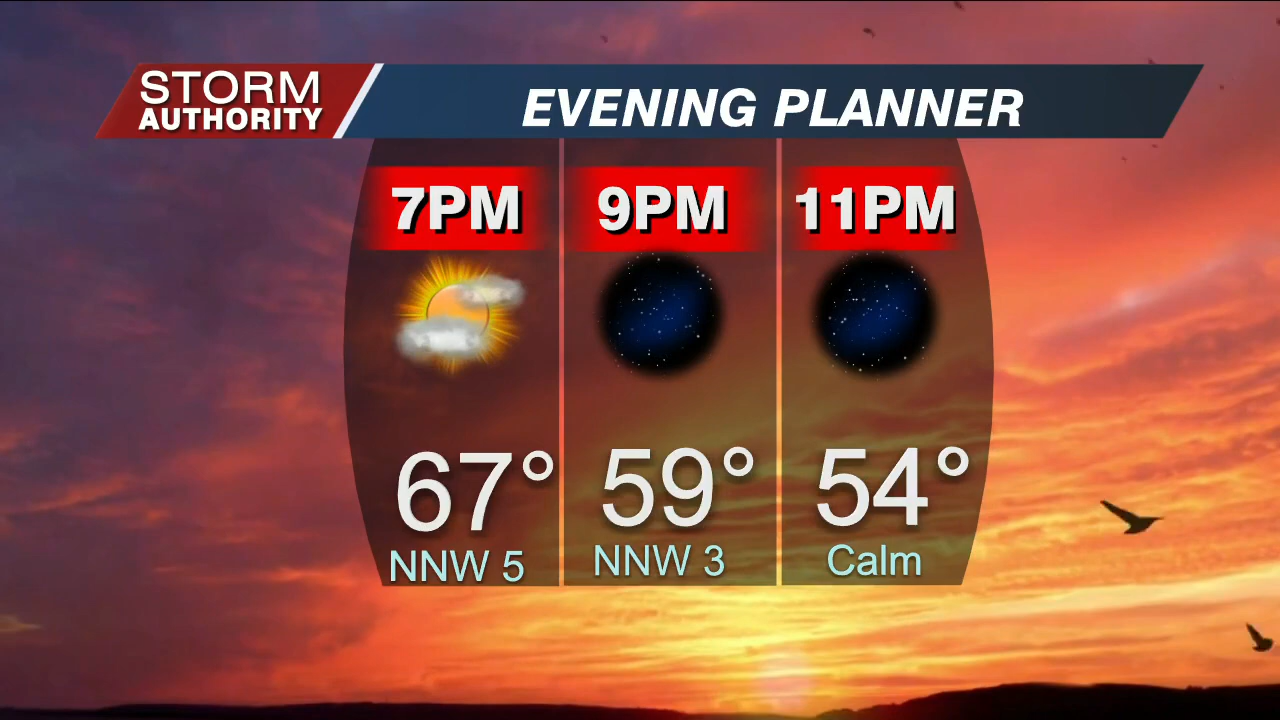 STORM
AUTHORITY
EVENING PLANNER
7PM
9PM
11PM
67°
59°
54°
NNW 5
NNW 3
Calm